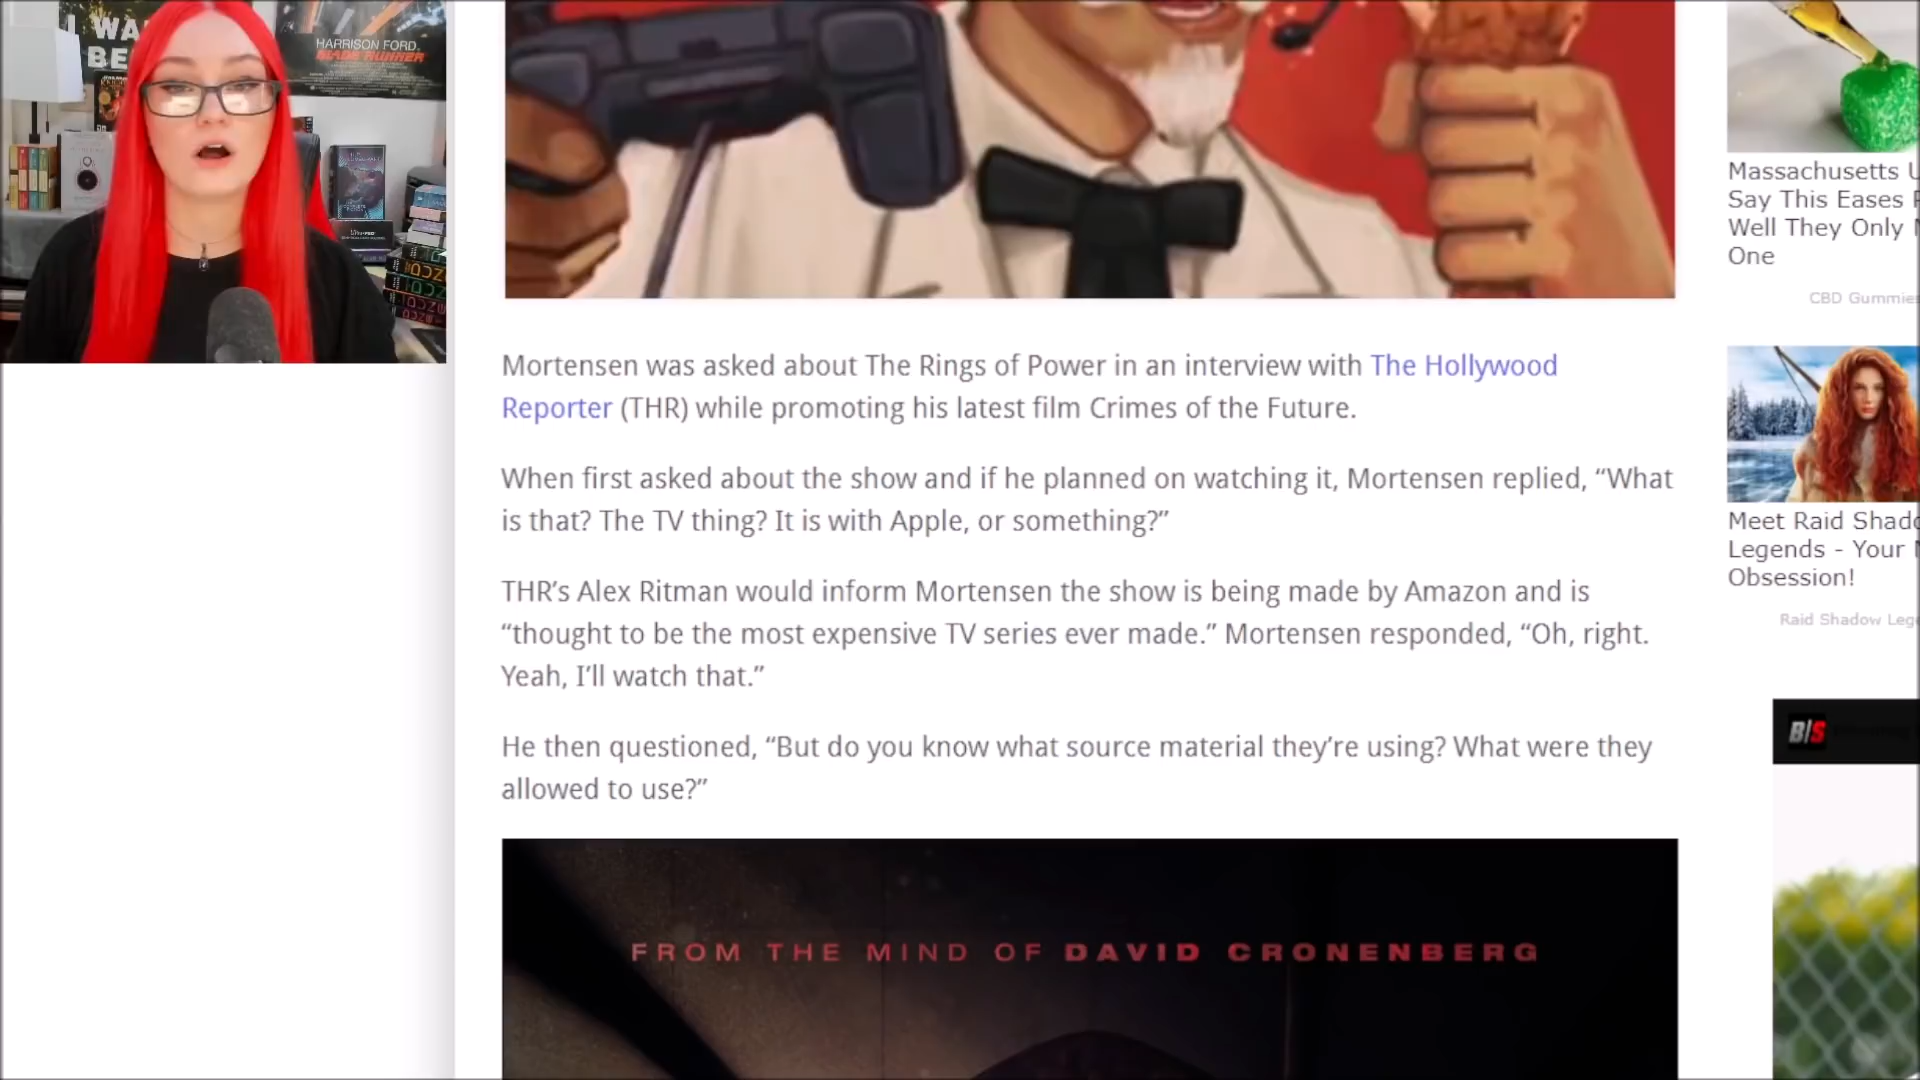 HARRISON FORD.
BLADE RUNNER
Mortensen was asked about The Rings of Power in an interview with The Hollywood
Reporter (THR) while promoting his latest film Crimes of the Future.
When first asked about the show and if he planned on watching it, Mortensen replied, “What
is that? The TV thing? It is with Apple, or something?”
THR’s Alex Ritman would inform Mortensen the show is being made by Amazon and is
“thought to be the most expensive TV series ever made.” Mortensen responded, “Oh, right.
Yeah, I’ll watch that.”
He then questioned, “But do you know what source material they’re using? What were they
allowed to use?”
FROM THE MIND OF DAVID CRONENBERG
Massachusetts
Say This Eases
Well They Only
One
CBD Gummies
Meet Raid Shado
Legends - Your
Obsession!
Raid Shadow Lege
B|S